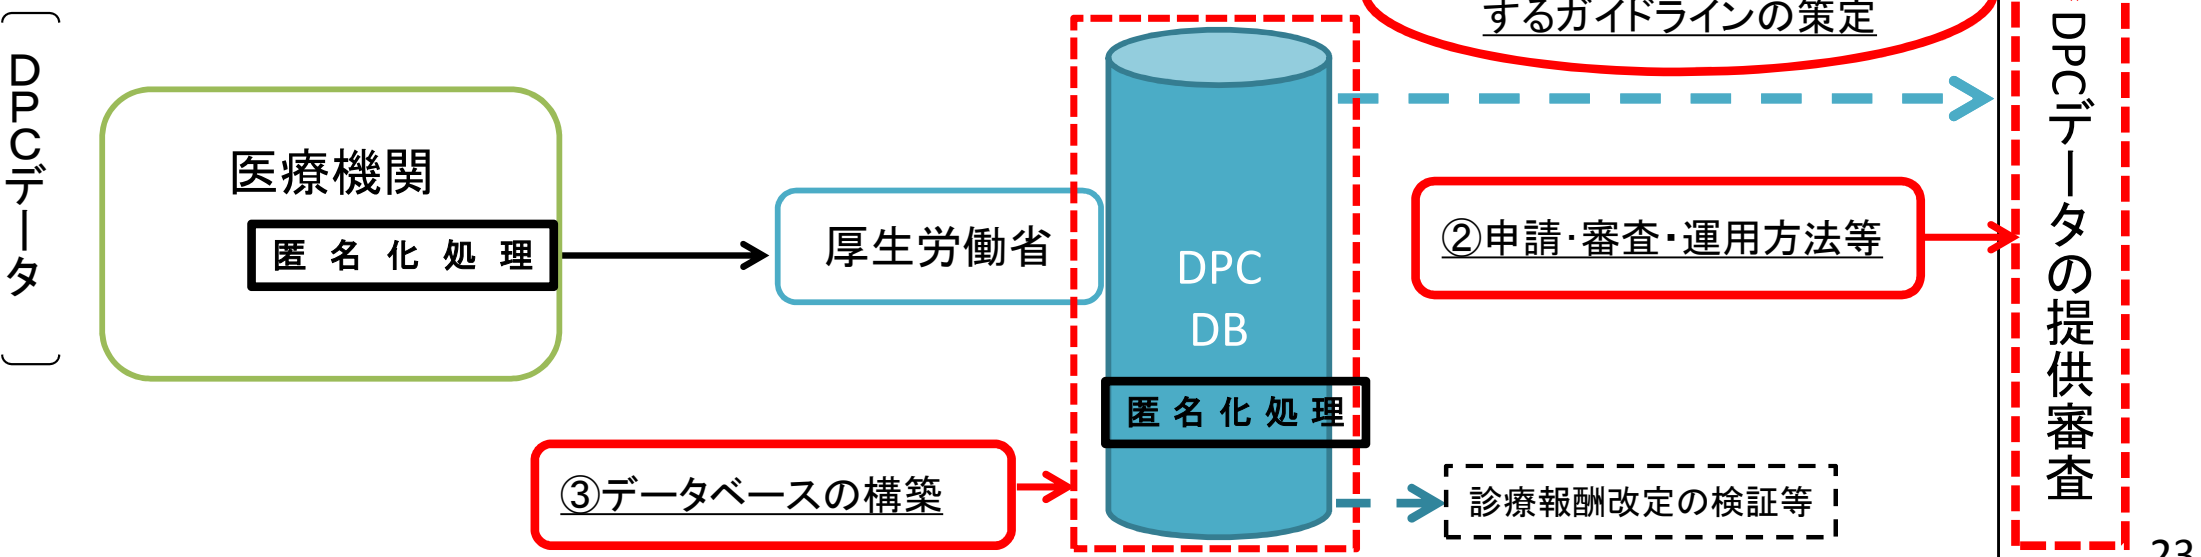 DPCデータ
医療機関
匿名化処理
厚生労働省
DPC
DB
匿名化処理
③データベースの構築
するガイドラインの策定
②申請・審査・運用方法等
診療報酬改定の検証等
DPCデータの提供審査
23